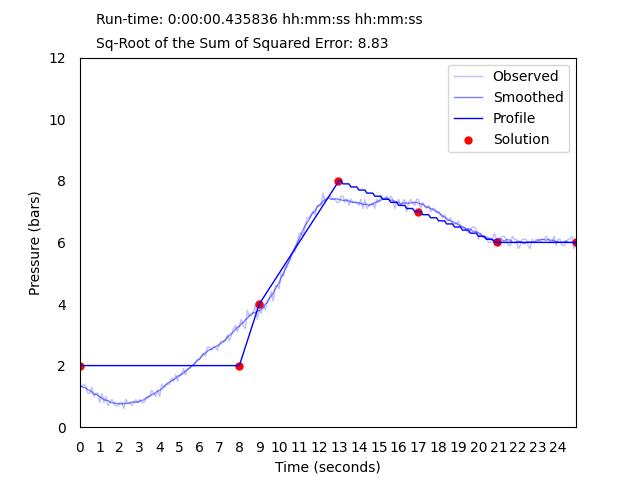 Run-time: 0:00:00.435836 hh:mm:ss hh:mm:ss
Sq-Root of the Sum of Squared Error: 8.83
12
10
8
6
4
2
0
Pressure (bars)
Observed
Smoothed
Profile
Solution
0 1 2 3 4 5 6 7 8 9 10 11 12 13 14 15 16 17 18 19 20 21 22 23 24
Time (seconds)